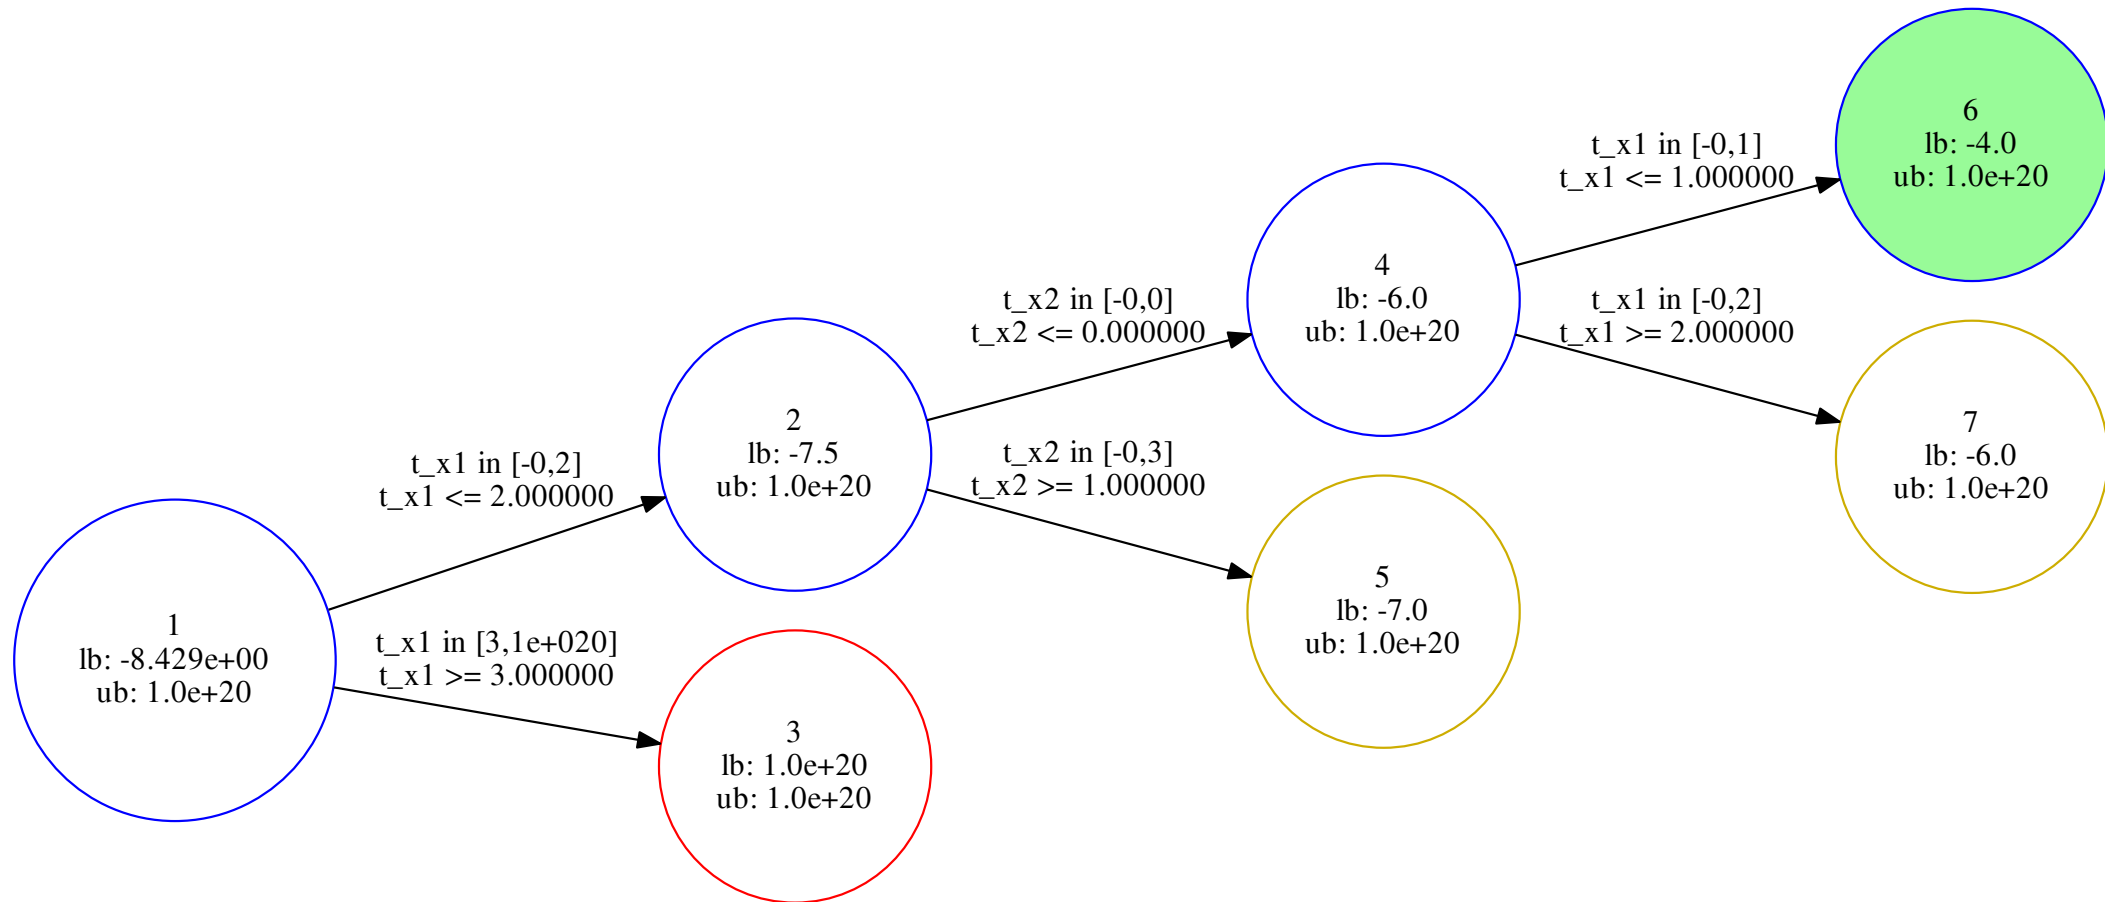 1
lb: -8.429e+00
ub: 1.0e+20
t_x1 in [-0,2]
t_x1 <= 2.000000
t_x1 in [3,1e+020]
t_x1 >= 3.000000
2
lb: -7.5
ub: 1.0e+20
3
lb: 1.0e+20
ub: 1.0e+20
t_x2 in [-0,0]
t_x2 <= 0.000000
t_x2 in [-0,3]
t_x2 >= 1.000000
4
lb: -6.0
ub: 1.0e+20
5
lb: -7.0
ub: 1.0e+20
t_x1 in [-0,1]
t_x1 <= 1.000000
t_x1 in [-0,2]
t_x1 >= 2.000000
6
lb: -4.0
ub: 1.0e+20
7
lb: -6.0
ub: 1.0e+20